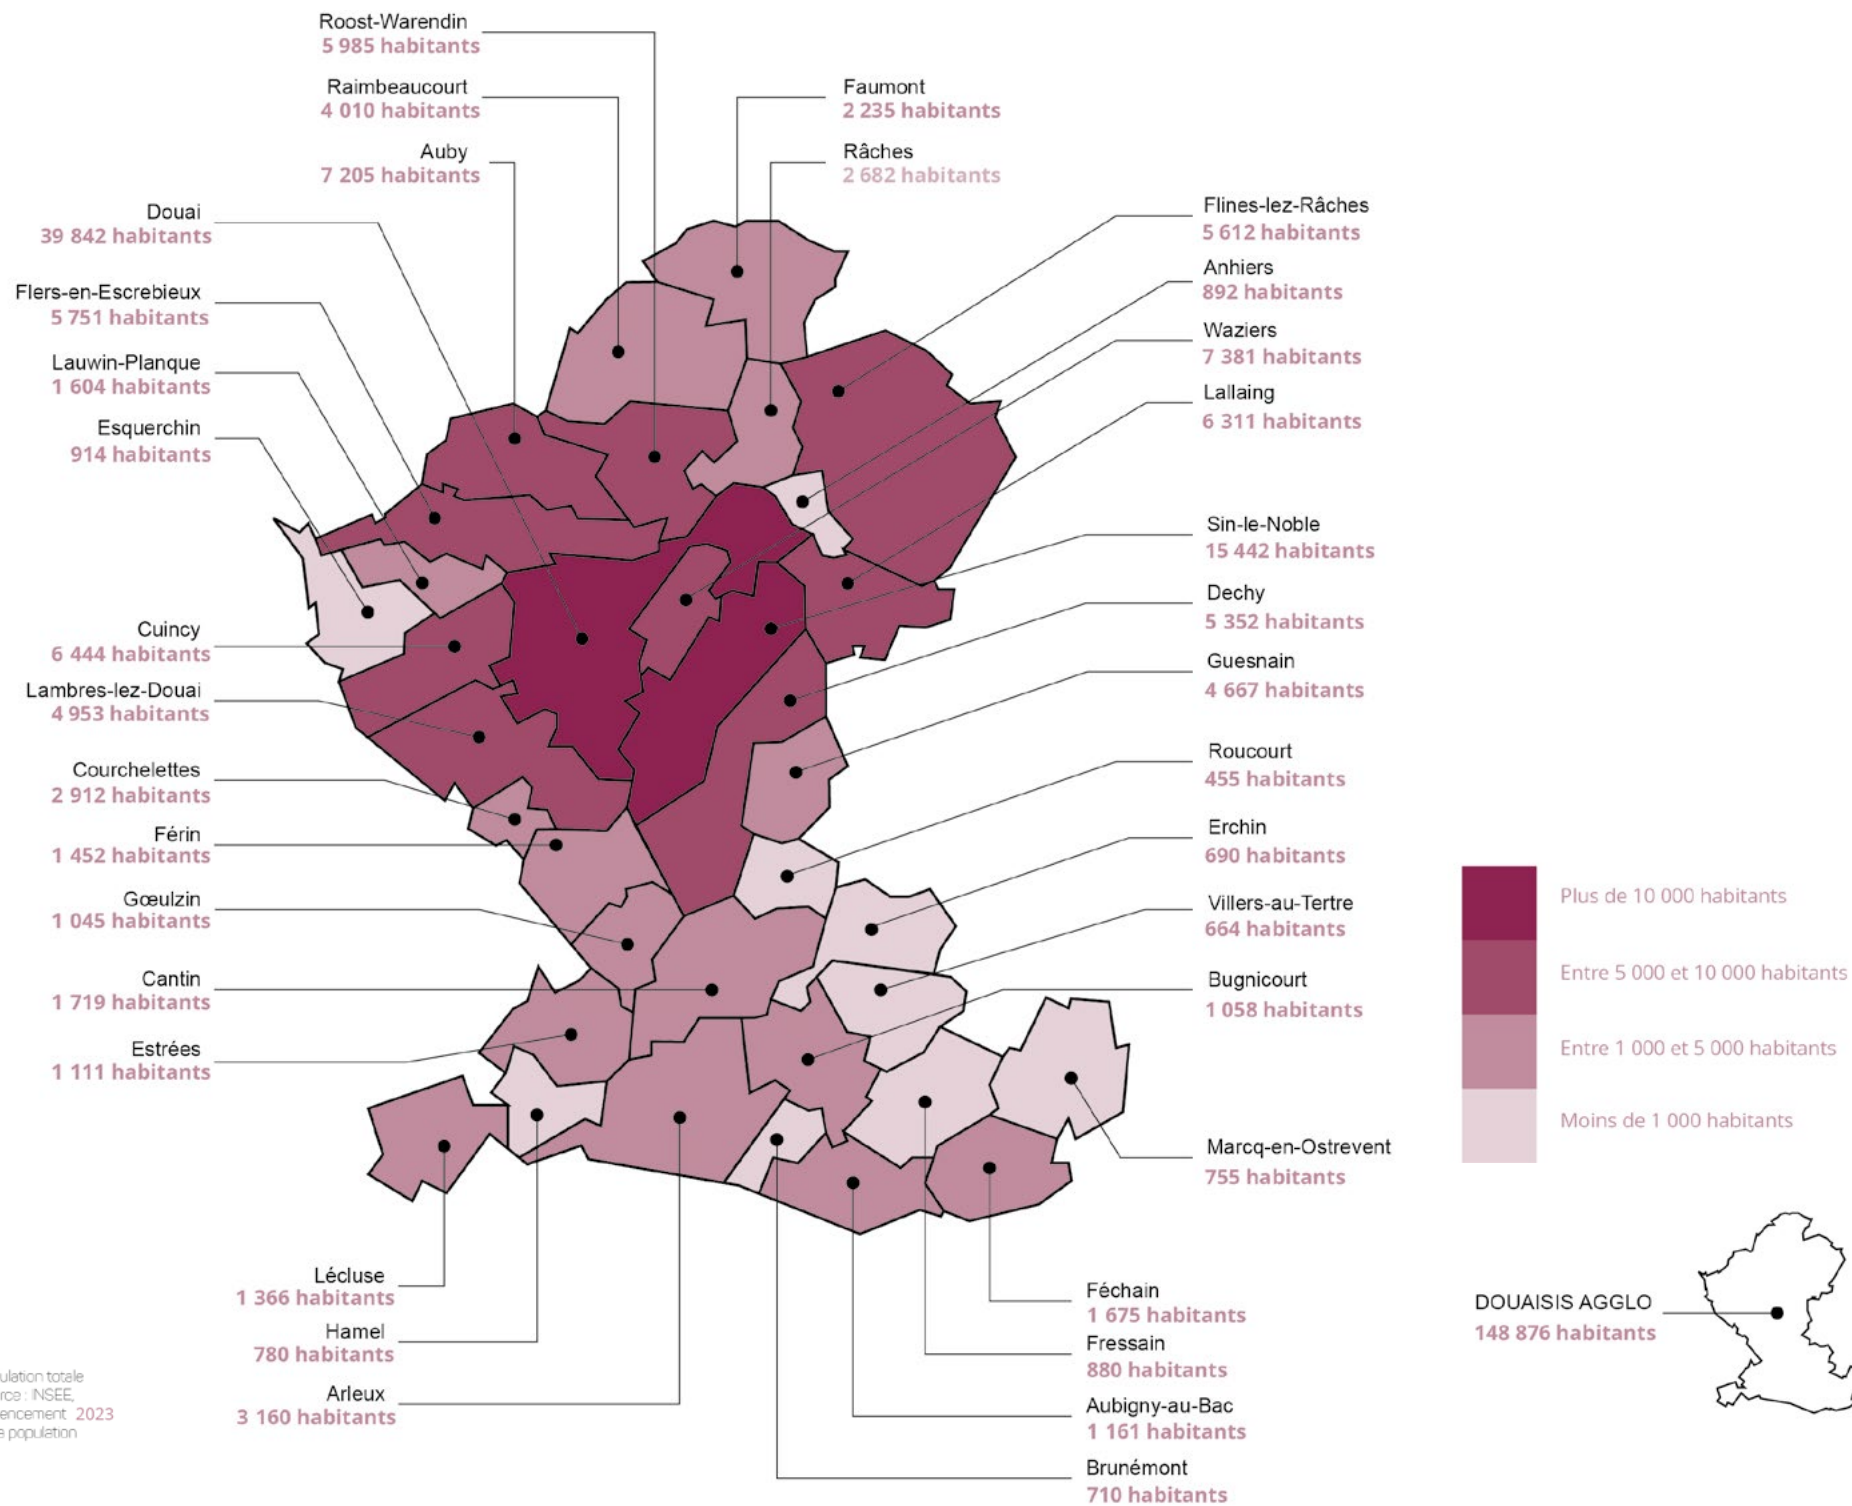 Roost-Warendin
5 985 habitants
Raimbeaucourt
4 010 habitants
Auby
7 205 habitants
Douai
39 842 habitants
Flers-en-Escrebieux
5 751 habitants
Lauwin-Planque
1 604 habitants
Esquerchin
914 habitants
Cuincy
6 444 habitants
Lambres-lez-Douai
4 953 habitants
Courchelettes
2 912 habitants
Férin
1 452 habitants
Gœulzin
1 045 habitants
Cantin
1 719 habitants
Estrées
1 111 habitants
Lécluse
1 366 habitants
Hamel
780 habitants
Arleux
3 160 habitants
Faumont
2 235 habitants
Râches
2 682 habitants
Flines-lez-Râches
5 612 habitants
Anhiers
892 habitants
Waziers
7 381 habitants
Lallaing
6 311 habitants
Sin-le-Noble
15 442 habitants
Dechy
5 352 habitants
Guesnain
4 667 habitants
Roucourt
455 habitants
Erchin
690 habitants
Villers-au-Tertre
664 habitants
Bugnicourt
1 058 habitants
Marcq-en-Ostrevent
755 habitants
Féchain
1 675 habitants
Fressain
880 habitants
Aubigny-au-Bac
1 161 habitants
Brunémont
710 habitants
Plus de 10 000 habitants
Entre 5 000 et 10 000 habitants
Entre 1 000 et 5 000 habitants
Moins de 1 000 habitants
DOUAISIS AGGLO
148 876 habitants
ulation totale
rce : INSEE,
encement 2023
e population